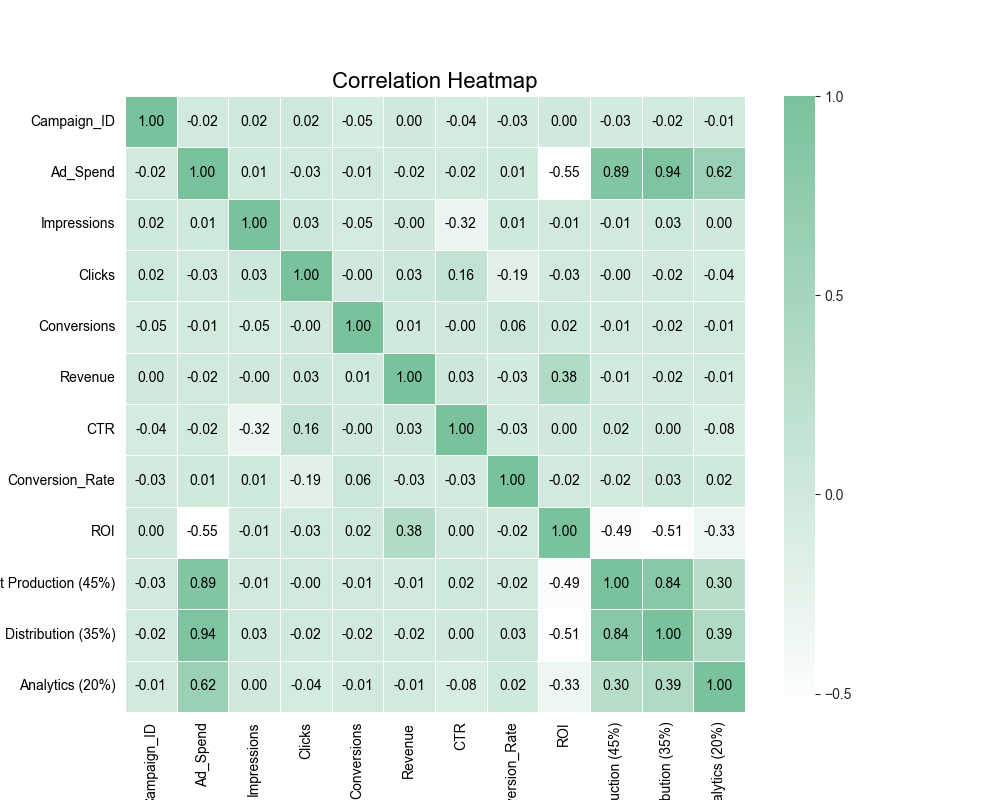 Correlation Heatmap
Campaign_ID 1.00 -0.02 0.02 0.02 -0.05 0.00 -0.04 -0.03 0.00 -0.03 -0.02 -0.01
Ad_Spend -0.02 1.00 0.01 -0.03 -0.01 -0.02 -0.02 0.01 -0.55 0.89 0.94 0.62
Impressions 0.02 0.01 1.00 0.03 -0.05 -0.00 -0.32 0.01 -0.01 -0.01 0.03 0.00
Clicks 0.02 -0.03 0.03 1.00 -0.00 0.03 0.16 -0.19 -0.03 -0.00 -0.02 -0.04
Conversions -0.05 -0.01 -0.05 -0.00 1.00 0.01 -0.00 0.06 0.02 -0.01 -0.02 -0.01
Revenue 0.00 -0.02 -0.00 0.03 0.01 1.00 0.03 -0.03 0.38 -0.01 -0.02 -0.01
CTR -0.04 -0.02 -0.32 0.16 -0.00 0.03 1.00 -0.03 0.00 0.02 0.00 -0.08
Conversion_Rate -0.03 0.01 0.01 -0.19 0.06 -0.03 -0.03 1.00 -0.02 -0.02 0.03 0.02
ROI 0.00 -0.55 -0.01 -0.03 0.02 0.38 0.00 -0.02 1.00 -0.49 -0.51 -0.33
t Production (45%) -0.03 0.89 -0.01 -0.00 -0.01 -0.01 0.02 -0.02 -0.49 1.00 0.84 0.30
Distribution (35%) -0.02 0.94 0.03 -0.02 -0.02 -0.02 0.00 0.03 -0.51 0.84 1.00 0.39
Analytics (20%) -0.01 0.62 0.00 -0.04 -0.01 -0.01 -0.08 0.02 -0.33 0.30 0.39 1.00
ampaign_ID
Ad_Spend
Impressions
Clicks
Conversions
Revenue
CTR
version_Rate
ROI
uction (45%)
bution (35%)
alytics (20%)
1.0
0.5
0.0
−0.5